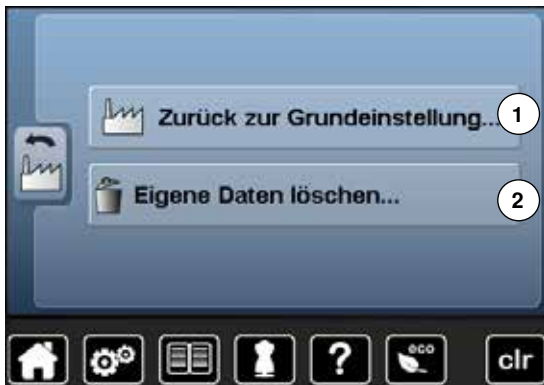 Zurück zur Grundeinstellung... 1
Eigene Daten löschen... 2
? eco clr